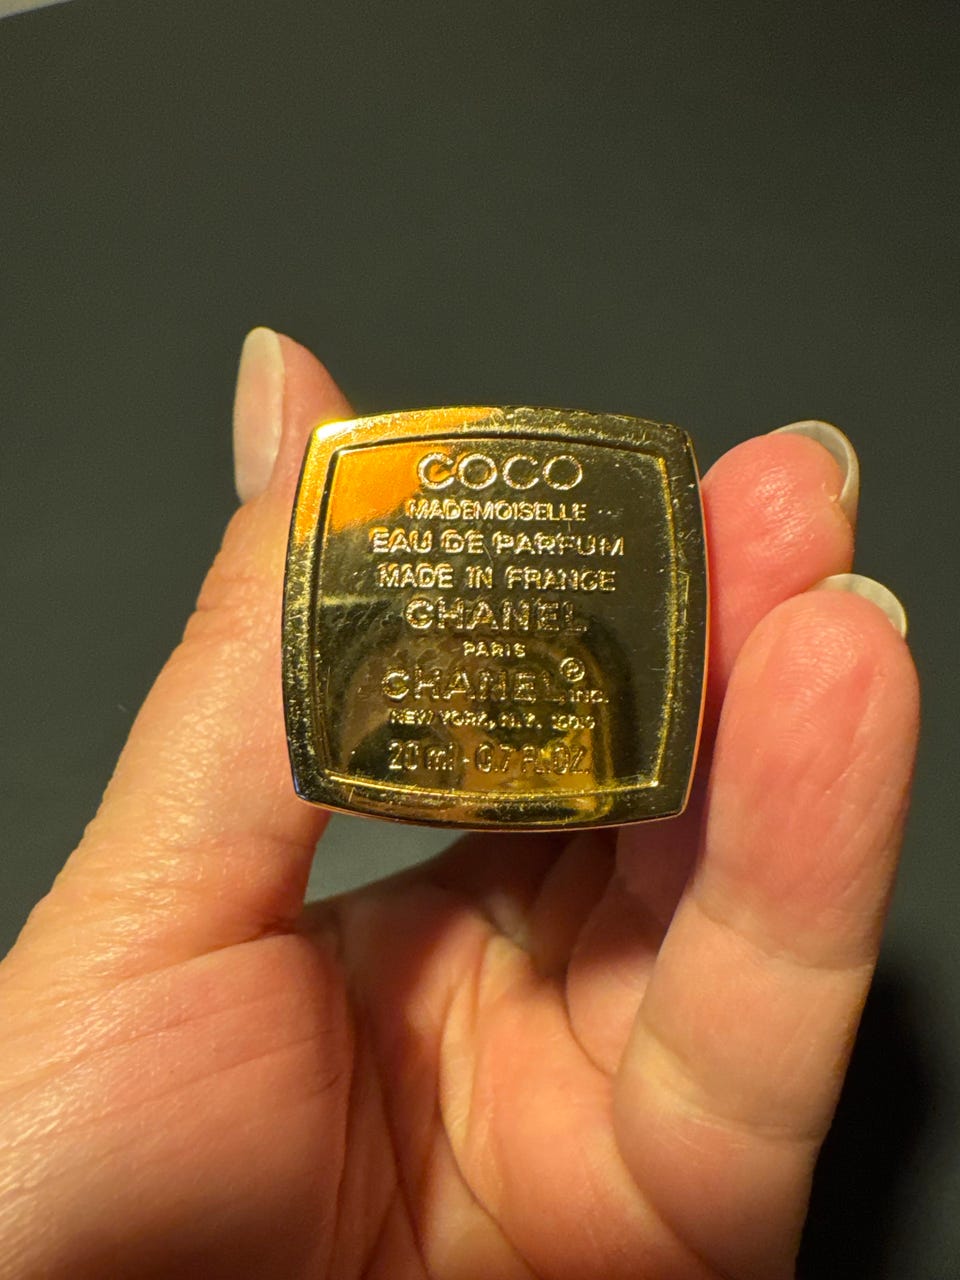 COCO
MADEMOISELLE
EAU DE PARFUM
MADE IN FRANCE
CHANEL
PARIS
CHANEL® INC.
NEW YORK, N.Y.
20 ml - 0.7 FL.OZ.